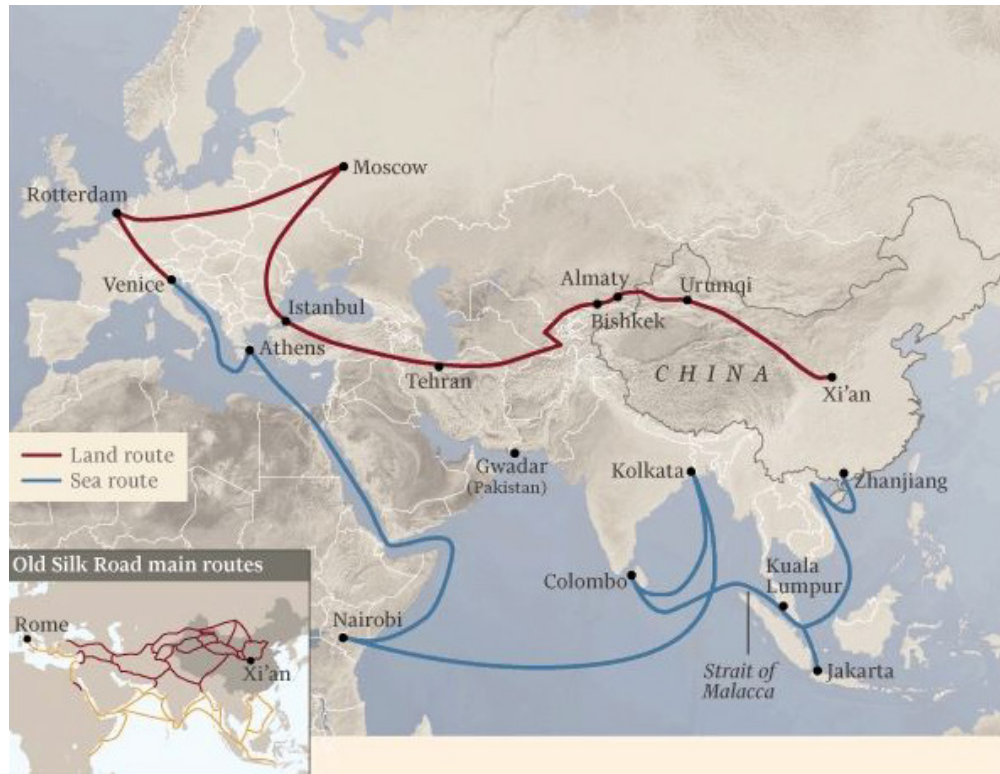 Moscow
Rotterdam
Venice
Istanbul
Athens
Tehran
Almaty
Bishkek
Urumqi
CHINA
Xi'an
Land route
Sea route
Gwadar
(Pakistan)
Kolkata
Zhanjiang
Colombo
Kuala
Lumpur
Nairobi
Strait of
Malacca
Jakarta
Old Silk Road main routes
Rome
Xi'an